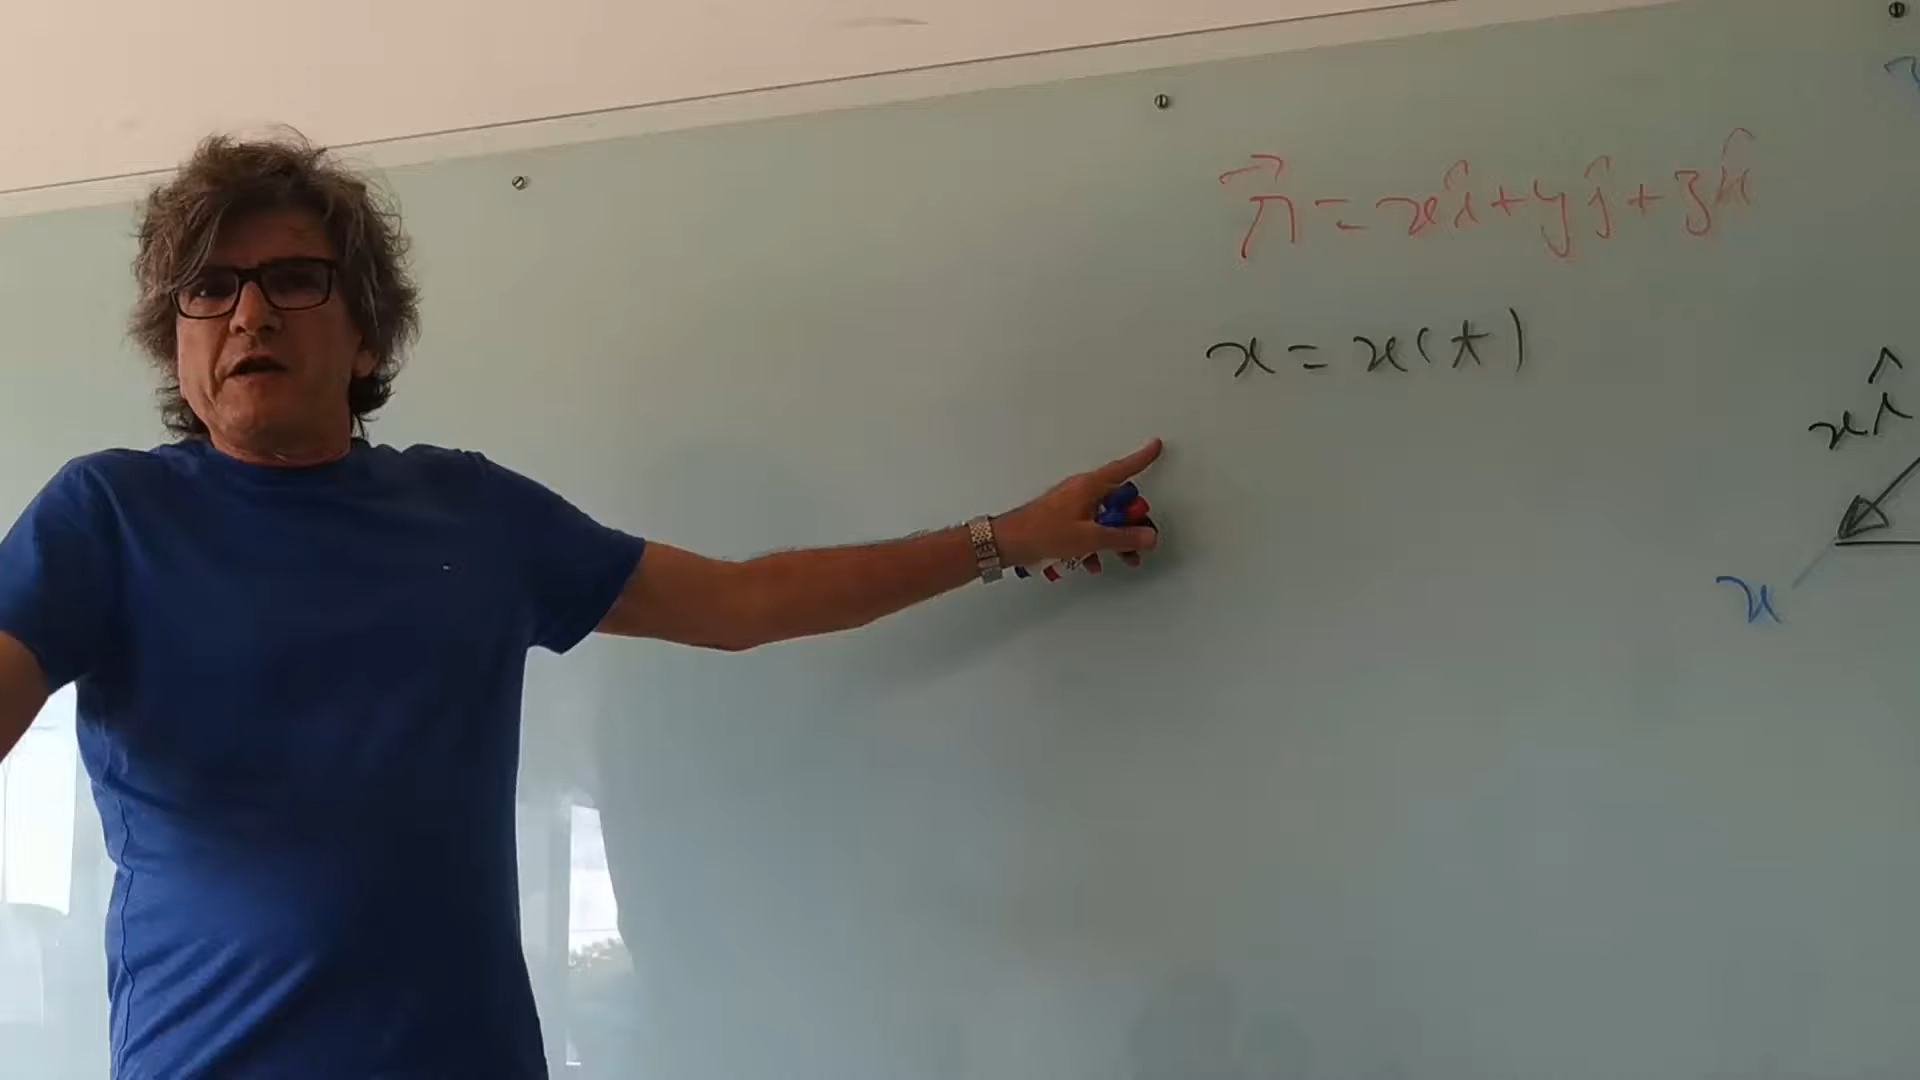 r⃗ = xî + yĵ + zk̂
x = x(t)
xî
x